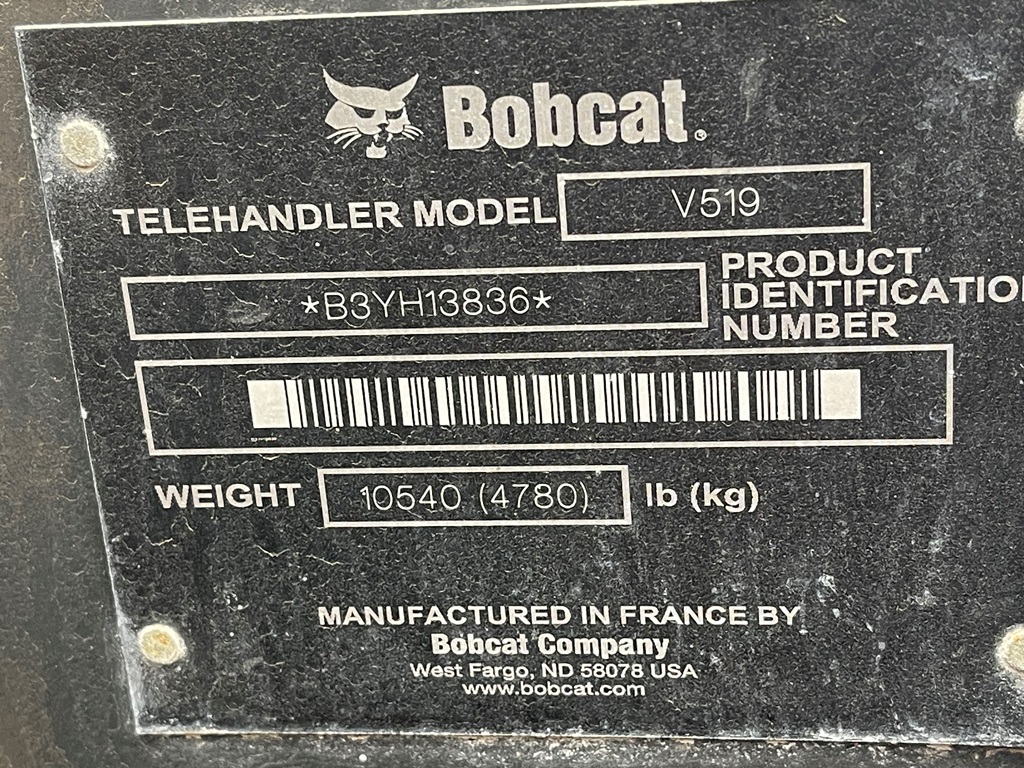 Bobcat®
TELEHANDLER MODEL V519
*B3YH13836* PRODUCT
IDENTIFICATIO
NUMBER
WEIGHT 10540 (4780) lb (kg)
MANUFACTURED IN FRANCE BY
Bobcat Company
West Fargo, ND 58078 USA
www.bobcat.com